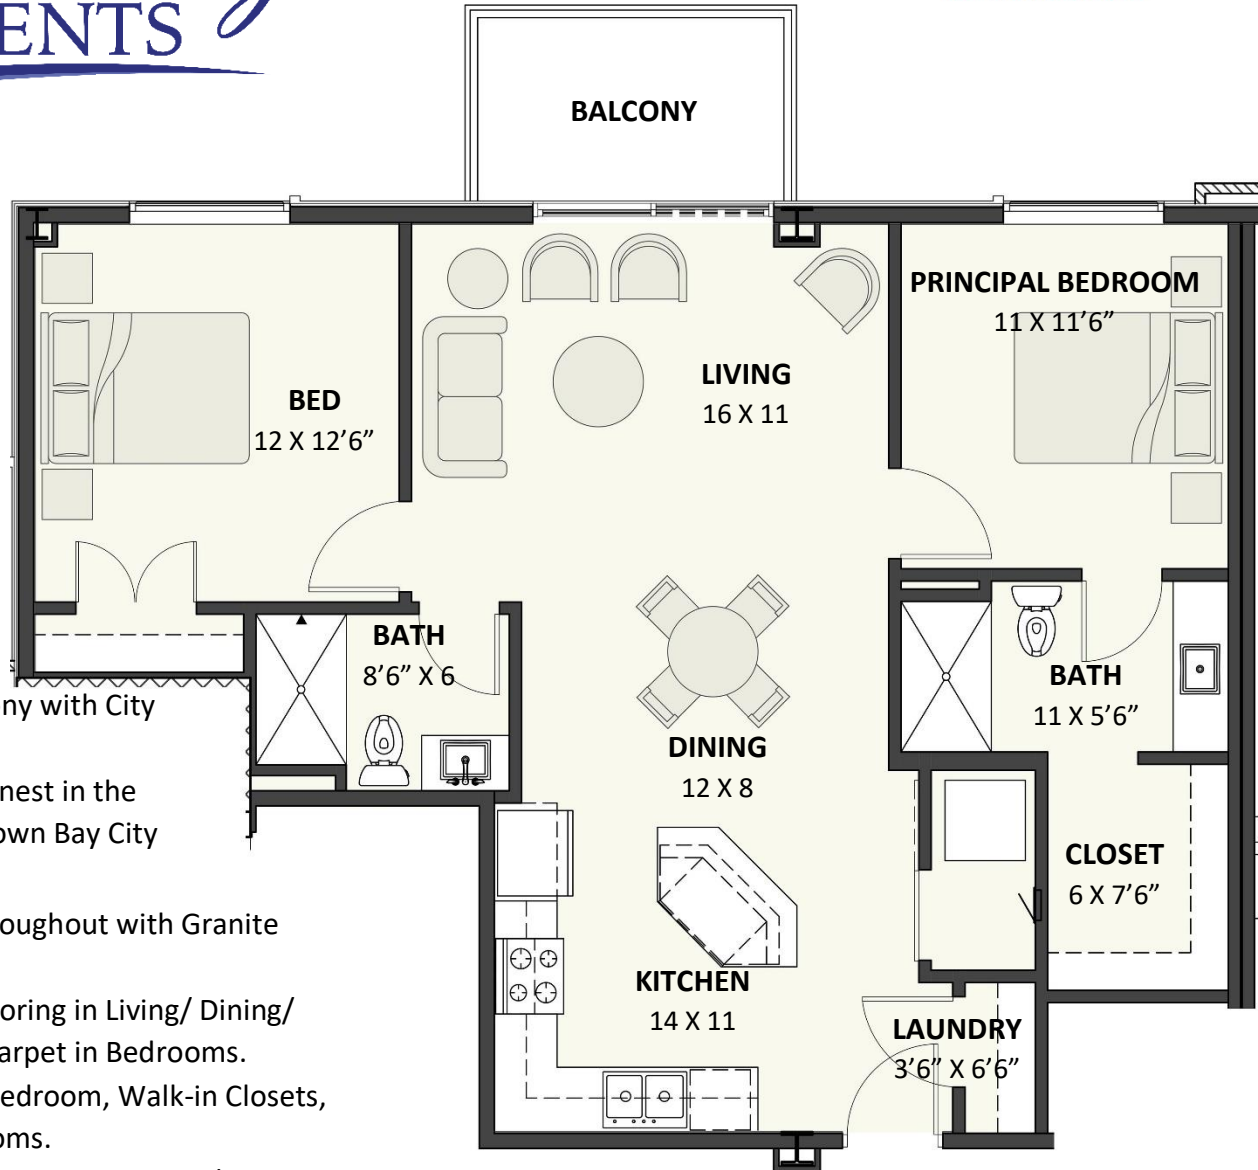 ENTS
BALCONY
PRINCIPAL BEDROOM
11 X 11’6”
LIVING
16 X 11
BED
12 X 12’6”
BATH
8’6” X 6
BATH
11 X 5’6”
DINING
12 X 8
CLOSET
6 X 7’6”
KITCHEN
14 X 11
LAUNDRY
3’6” X 6’6”
ny with City
nest in the
own Bay City
oughout with Granite
oring in Living/ Dining/
arpet in Bedrooms.
edroom, Walk-in Closets,
oms.